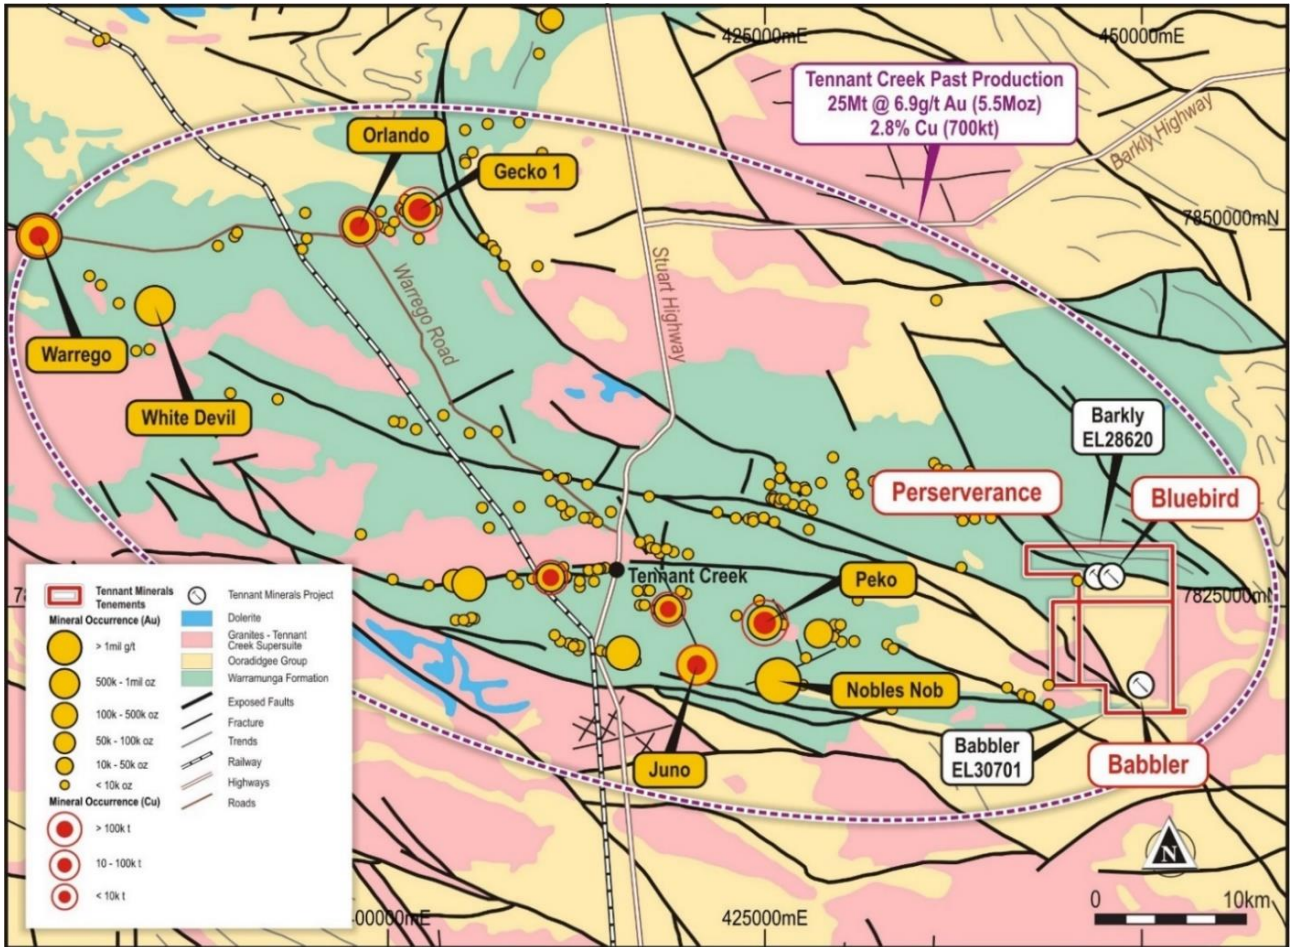 425000mE
450000mE
Tennant Creek Past Production
25Mt @ 6.9g/t Au (5.5Moz)
2.8% Cu (700kt)
Barkly Highway
Orlando
Gecko 1
7850000mN
Stuart Highway
Warrego Road
Warrego
White Devil
Barkly
EL28620
Perserverance
Bluebird
Tennant Creek
Peko
78
7825000mN
Nobles Nob
Juno
Babbler
EL30701
Babbler
Tennant Minerals
Tenements
Mineral Occurrence (Au)
> 1mil g/t
500k - 1mil oz
100k - 500k oz
50k - 100k oz
10k - 50k oz
< 10k oz
Mineral Occurrence (Cu)
> 100k t
10 - 100k t
< 10k t
Tennant Minerals Project
Dolerite
Granites - Tennant
Creek Supersuite
Ooradidgee Group
Warramunga Formation
Exposed Faults
Fracture
Trends
Railway
Highways
Roads
N
0 10km
00000mE
425000mE